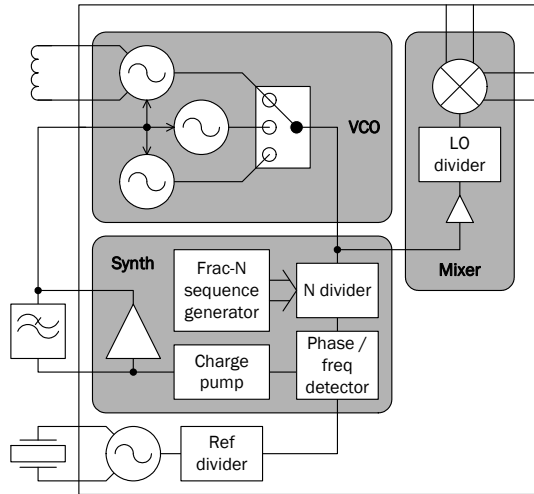 VCO
LO
divider
Mixer
Synth
Frac-N
sequence
generator
N divider
Charge
pump
Phase /
freq
detector
Ref
divider